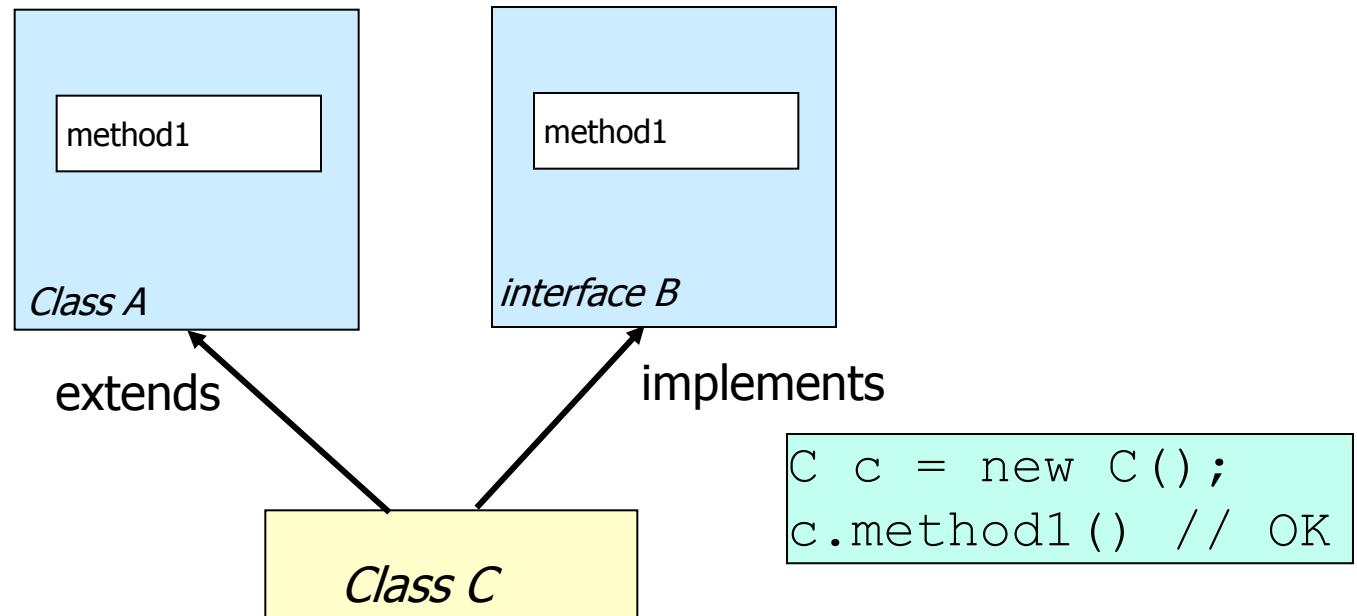 method1
method1
Class A
interface B
extends
implements
C c = new C();
c.method1() // OK
Class C